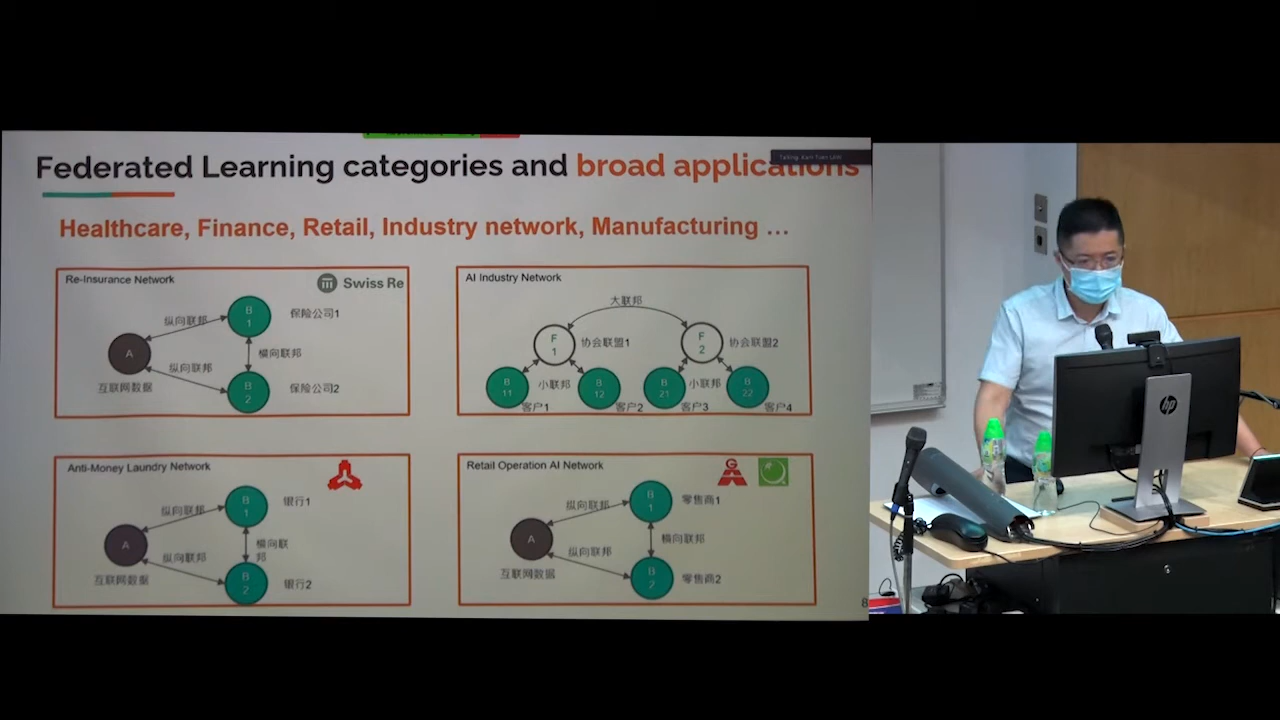 Federated Learning categories and broad applications
Healthcare, Finance, Retail, Industry network, Manufacturing ...
Re-Insurance Network
Swiss Re
纵向联邦
B
1
保险公司1
A
横向联邦
纵向联邦
互联网数据
B
2
保险公司2
AI Industry Network
大联邦
F
1
协会联盟1
F
2
协会联盟2
B
11
小联邦
B
12
B
21
小联邦
B
22
客户1
客户2
客户3
客户4
Anti-Money Laundry Network
纵向联邦
B
1
银行1
A
横向联
邦
纵向联邦
互联网数据
B
2
银行2
Retail Operation AI Network
G
纵向联邦
B
1
零售商1
A
横向联邦
纵向联邦
互联网数据
B
2
零售商2
8
hp